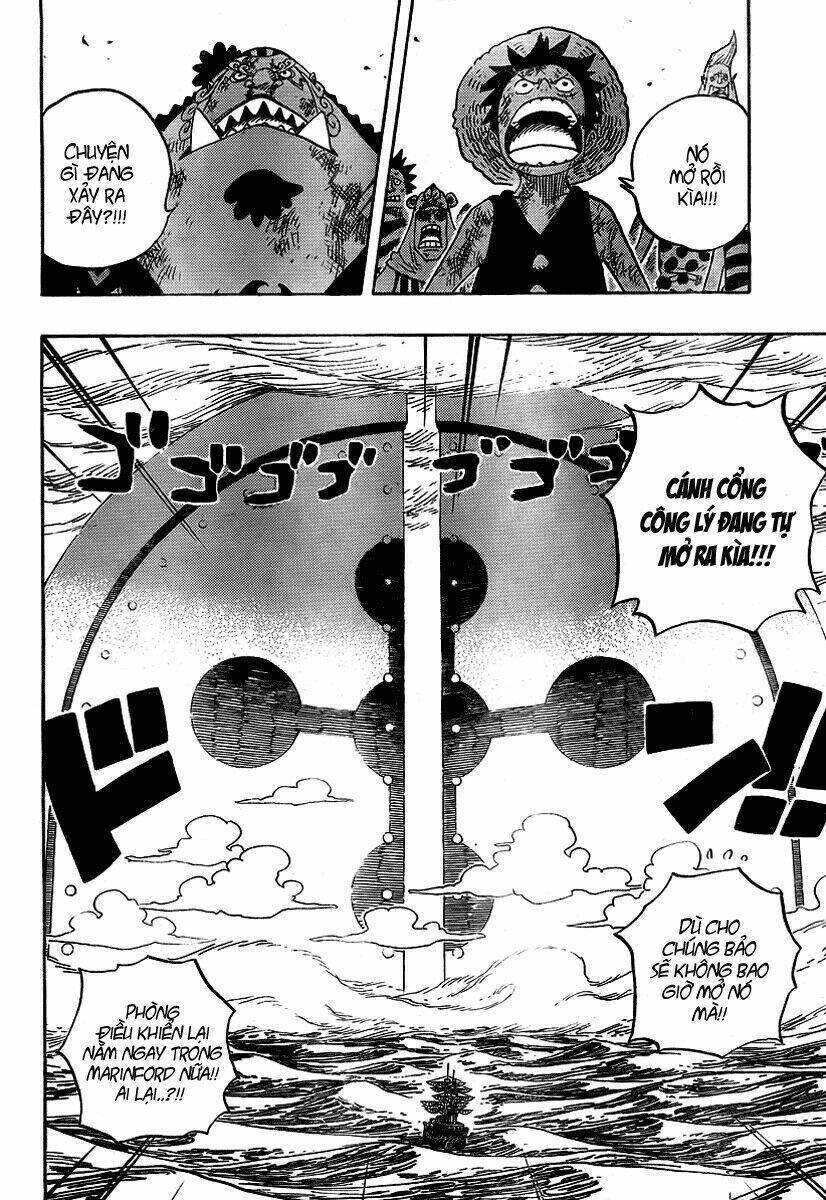 CHUYỆN
GÌ ĐANG
XẢY RA
ĐÂY?!!!
NÓ
MỞ RỒI
KÌA!!!
ゴゴゴゴ ゴゴゴゴ
CÁNH CỔNG
CÔNG LÝ ĐANG TỰ
MỞ RA KÌA!!!
ドン!!
DÙ CHO
CHÚNG BẢO
SẼ KHÔNG BAO
GIỜ MỞ NÓ
MÀ!!
PHÒNG
ĐIỀU KHIỂN LẠI
NẰM NGAY TRONG
MARINFORD NỮA!!
AI LẠI..?!!